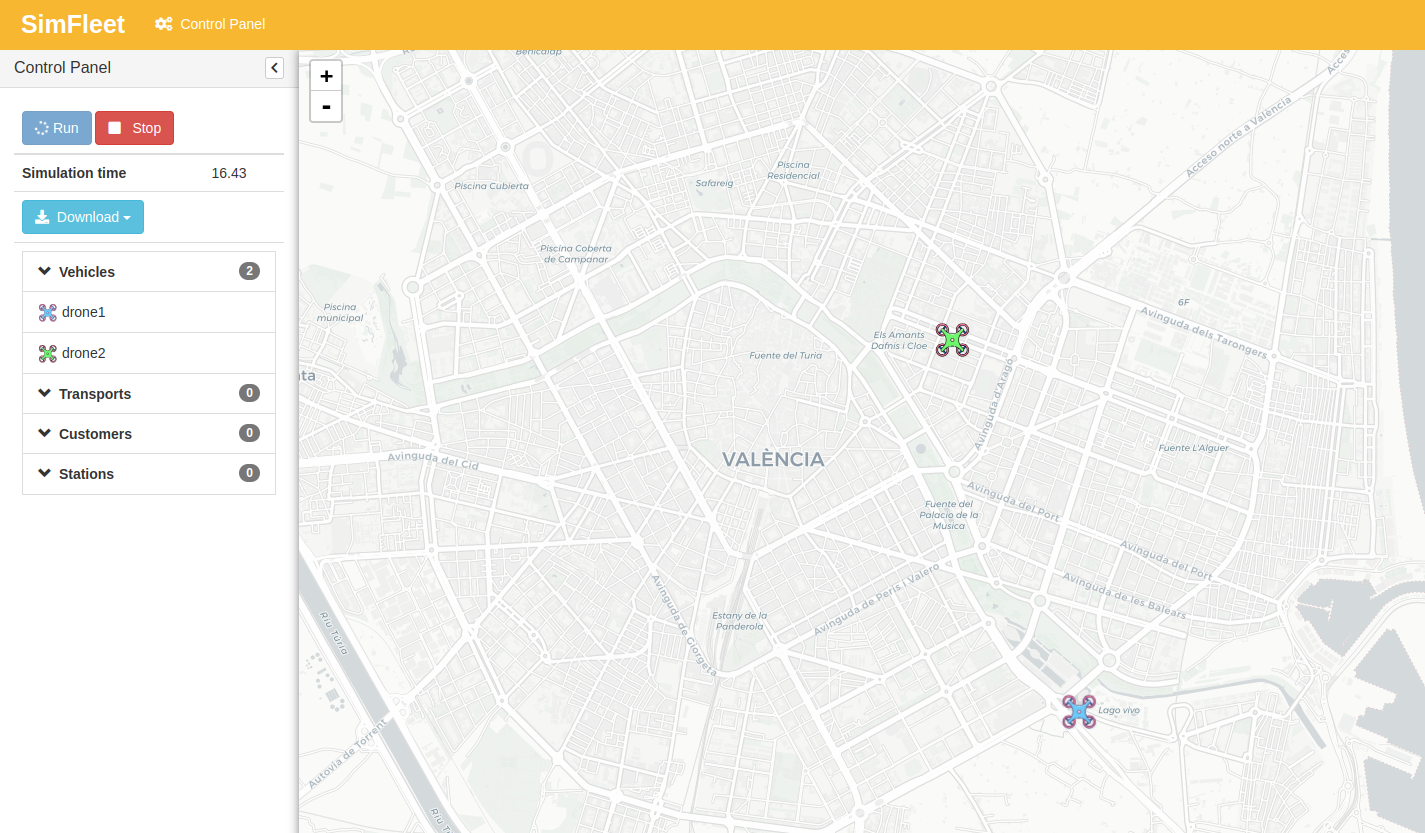 SimFleet
Control Panel
Control Panel
Run
Stop
Simulation time
16.43
Download
Vehicles
2
drone1
drone2
Transports
0
Customers
0
Stations
0
+
-
Benicalap
Acceso norte a València
Piscina
Residencial
Piscina Cubierta
Safareig
Piscina Coberta
de Campanar
Piscina
municipal
6F
Avinguda dels Tarongers
Els Amants
Dafnis i Cloe
Fuente del Turia
Avinguda d'Aragó
ta
VALÈNCIA
Avinguda del Cid
Fuente L'Alguer
Avinguda del Port
Fuente del
Palacio de la
Música
Avinguda del Port
Avinguda de les Balears
Avinguda de Peris i Valero
Avinguda de Giorgeta
Estany de la
Panderola
Riu Túria
Lago vivo
Autovia de Torrent